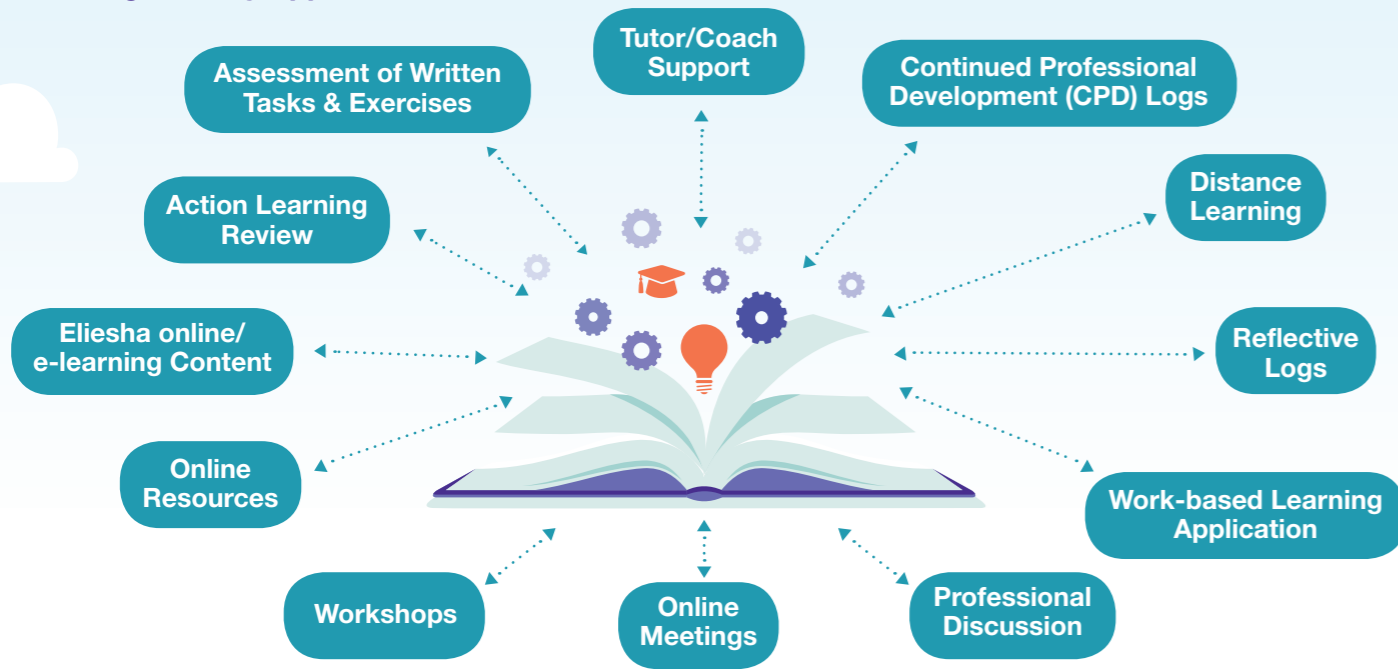 Tutor/Coach
Support
Assessment of Written
Tasks & Exercises
Continued Professional
Development (CPD) Logs
Action Learning
Review
Distance
Learning
Eliesha online/
e-learning Content
Reflective
Logs
Online
Resources
Work-based Learning
Application
Workshops
Online
Meetings
Professional
Discussion